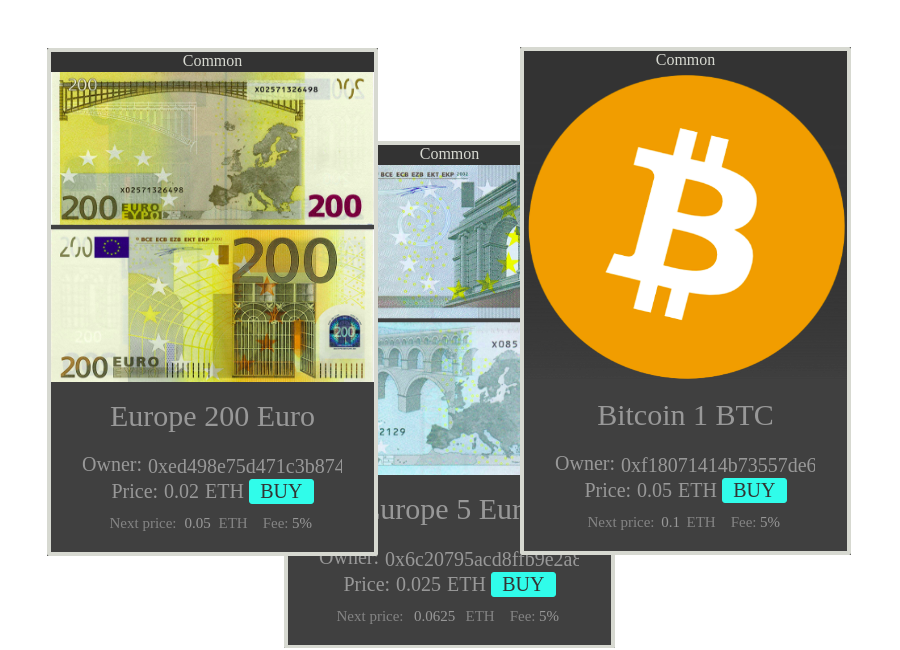 Common
200
200
X02571326498
X02571326498
200 EURO
ΕΥΡΩ
200
200
BCE ECB EZB EKT EKP
200
200
200 EURO
Europe 200 Euro
Owner: 0xed498e75d471c3b874
Price: 0.02 ETH BUY
Next price: 0.05 ETH Fee: 5%
Common
BCE ECB EZB EKT EKP 2002
X085
2129
urope 5 Eur
Owner: 0x6c20795acd8ffb9e2a8
Price: 0.025 ETH BUY
Next price: 0.0625 ETH Fee: 5%
Common
Bitcoin 1 BTC
Owner: 0xf18071414b73557de6
Price: 0.05 ETH BUY
Next price: 0.1 ETH Fee: 5%